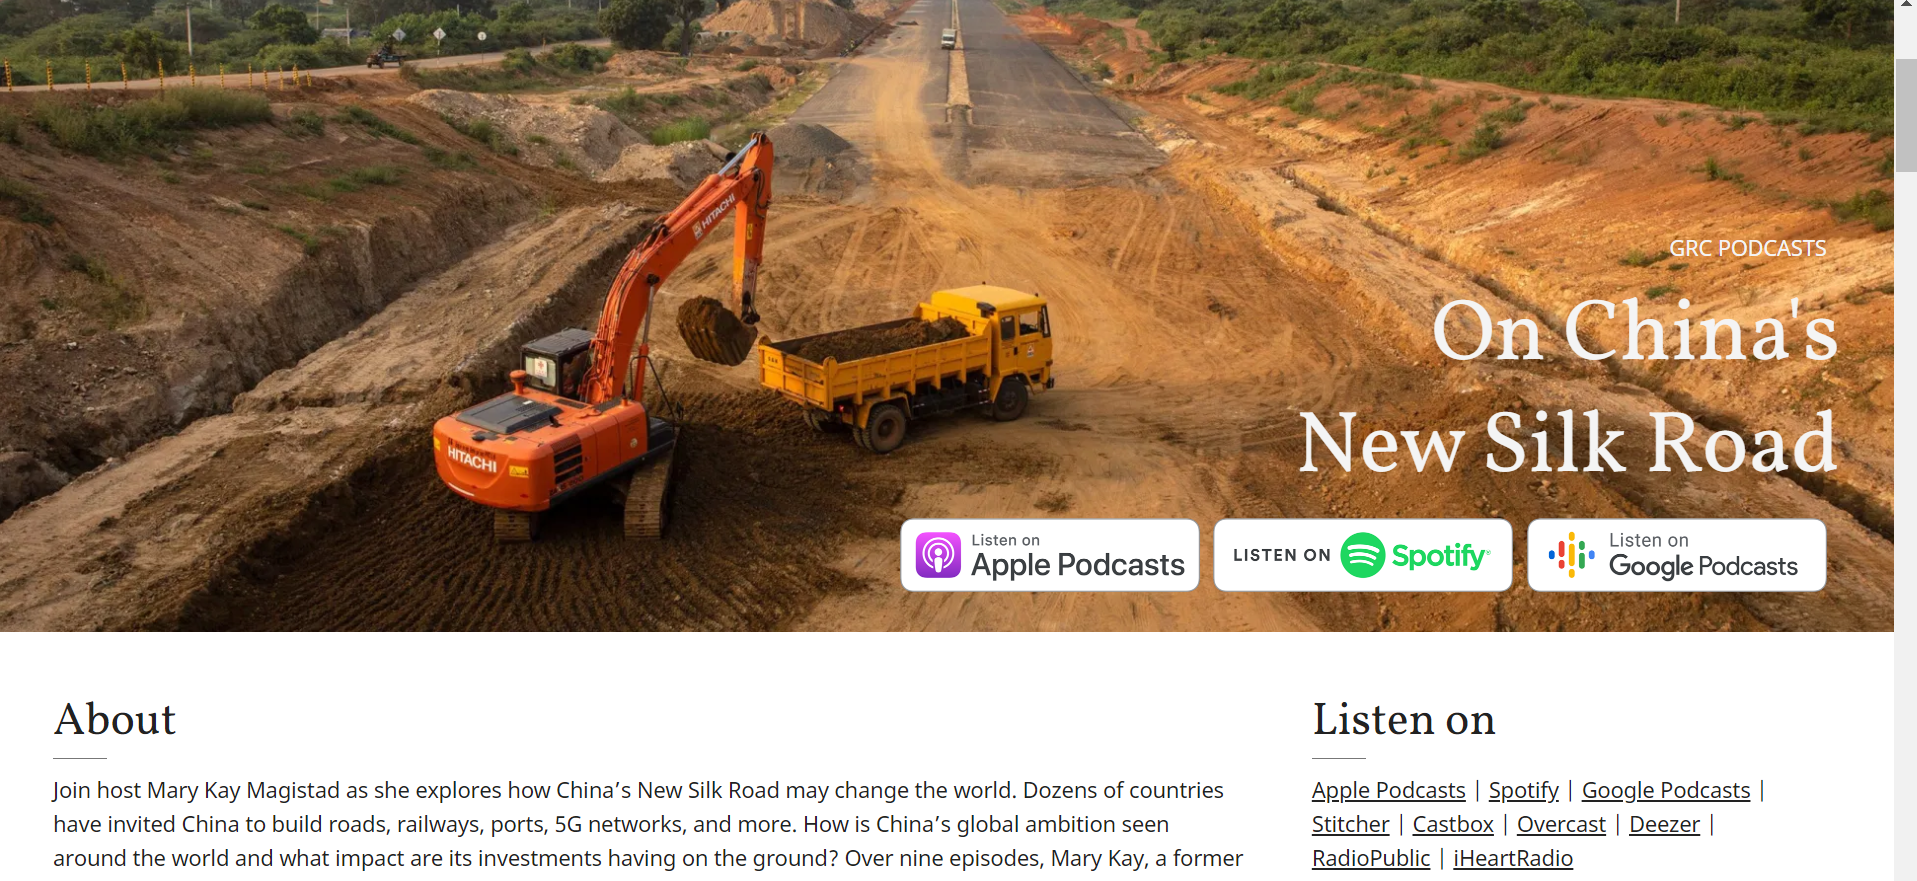 HITACHI
HITACHI
GRC PODCASTS
On China's
New Silk Road
Listen on
Apple Podcasts
LISTEN ON Spotify
Listen on
Google Podcasts
About
Join host Mary Kay Magistad as she explores how China’s New Silk Road may change the world. Dozens of countries
have invited China to build roads, railways, ports, 5G networks, and more. How is China’s global ambition seen
around the world and what impact are its investments having on the ground? Over nine episodes, Mary Kay, a former
Listen on
Apple Podcasts | Spotify | Google Podcasts |
Stitcher | Castbox | Overcast | Deezer |
RadioPublic | iHeartRadio